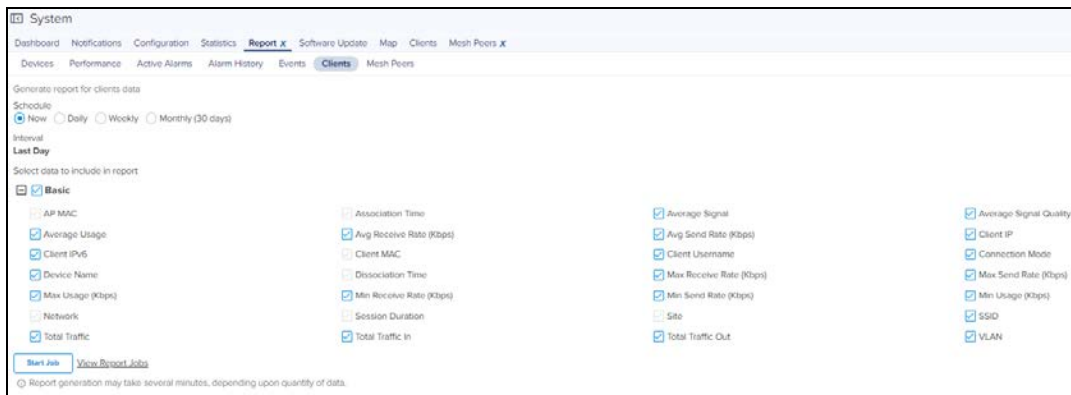 System
Dashboard Notifications Configuration Statistics Report X Software Update Map Clients Mesh Peers X
Devices Performance Active Alarms Alarm History Events Clients Mesh Peers
Generate report for clients data
Schedule
Now Daily Weekly Monthly (30 days)
Interval
Last Day
Select data to include in report
Basic
AP MAC Association Time Average Signal Average Signal Quality
Average Usage Avg Receive Rate (Kbps) Avg Send Rate (Kbps) Client IP
Client IPv6 Client MAC Client Username Connection Mode
Device Name Dissociation Time Max Receive Rate (Kbps) Max Send Rate (Kbps)
Max Usage (Kbps) Min Receive Rate (Kbps) Min Send Rate (Kbps) Min Usage (Kbps)
Network Session Duration Site SSID
Total Traffic Total Traffic In Total Traffic Out VLAN
Start Job View Report Jobs
Report generation may take several minutes, depending upon quantity of data.